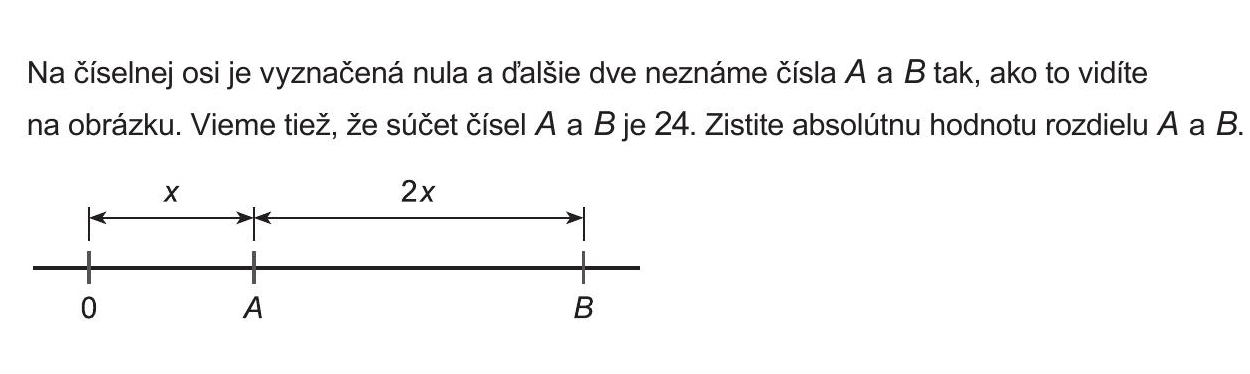 Na číselnej osi je vyznačená nula a ďalšie dve neznáme čísla A a B tak, ako to vidíte
na obrázku. Vieme tiež, že súčet čísel A a B je 24. Zistite absolútnu hodnotu rozdielu A a B.
x 2x
0 A B